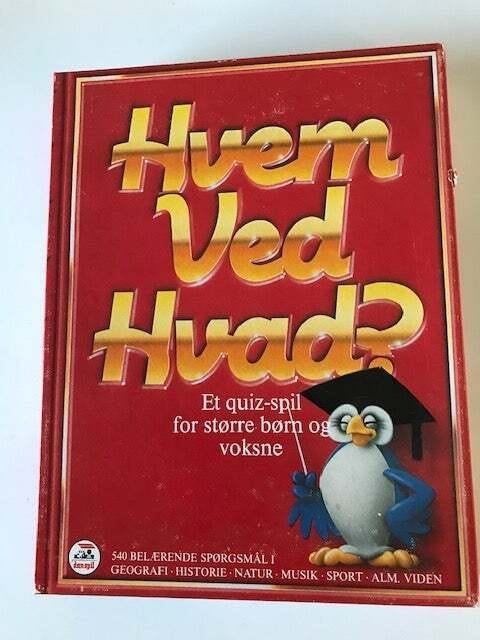 Hvem
Ved
Hvad?
Et quiz-spil
for større børn og
voksne
540 BELÆRENDE SPØRGSMÅL I
GEOGRAFI · HISTORIE · NATUR · MUSIK · SPORT · ALM. VIDEN
danspil